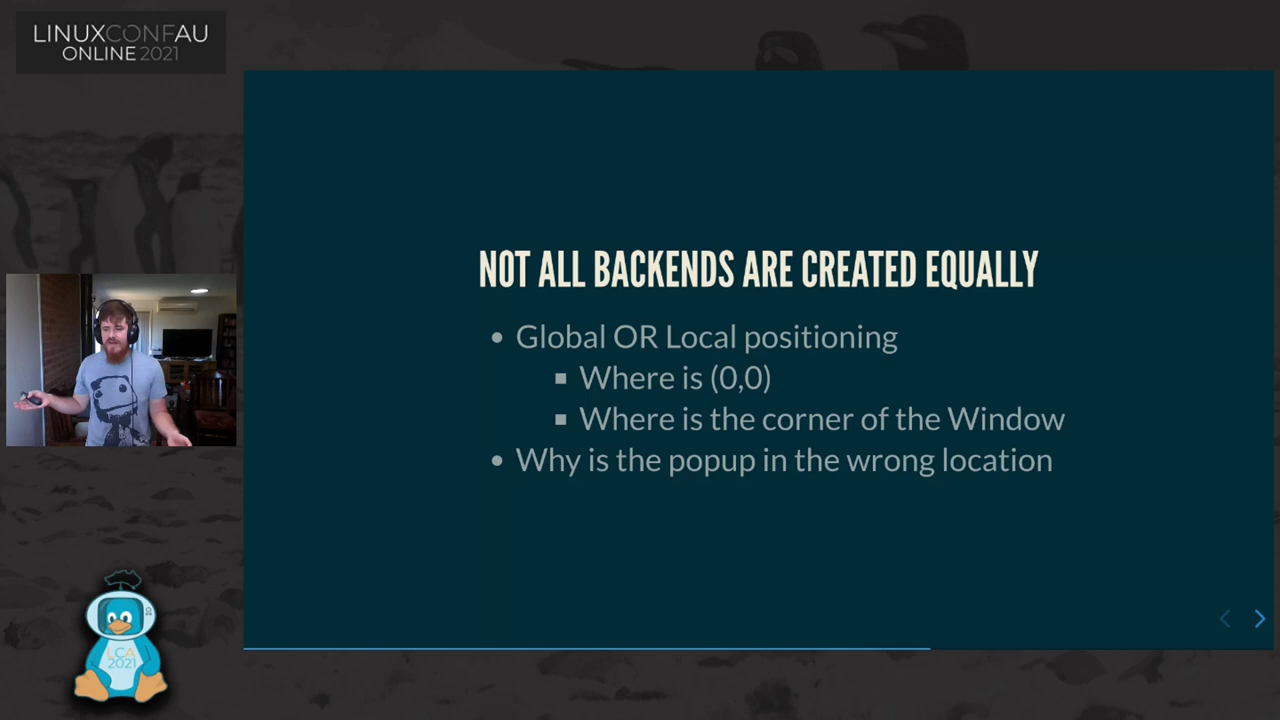 LINUXCONFAU
ONLINE 2021
NOT ALL BACKENDS ARE CREATED EQUALLY
Global OR Local positioning
Where is (0,0)
Where is the corner of the Window
Why is the popup in the wrong location
LCA
2021